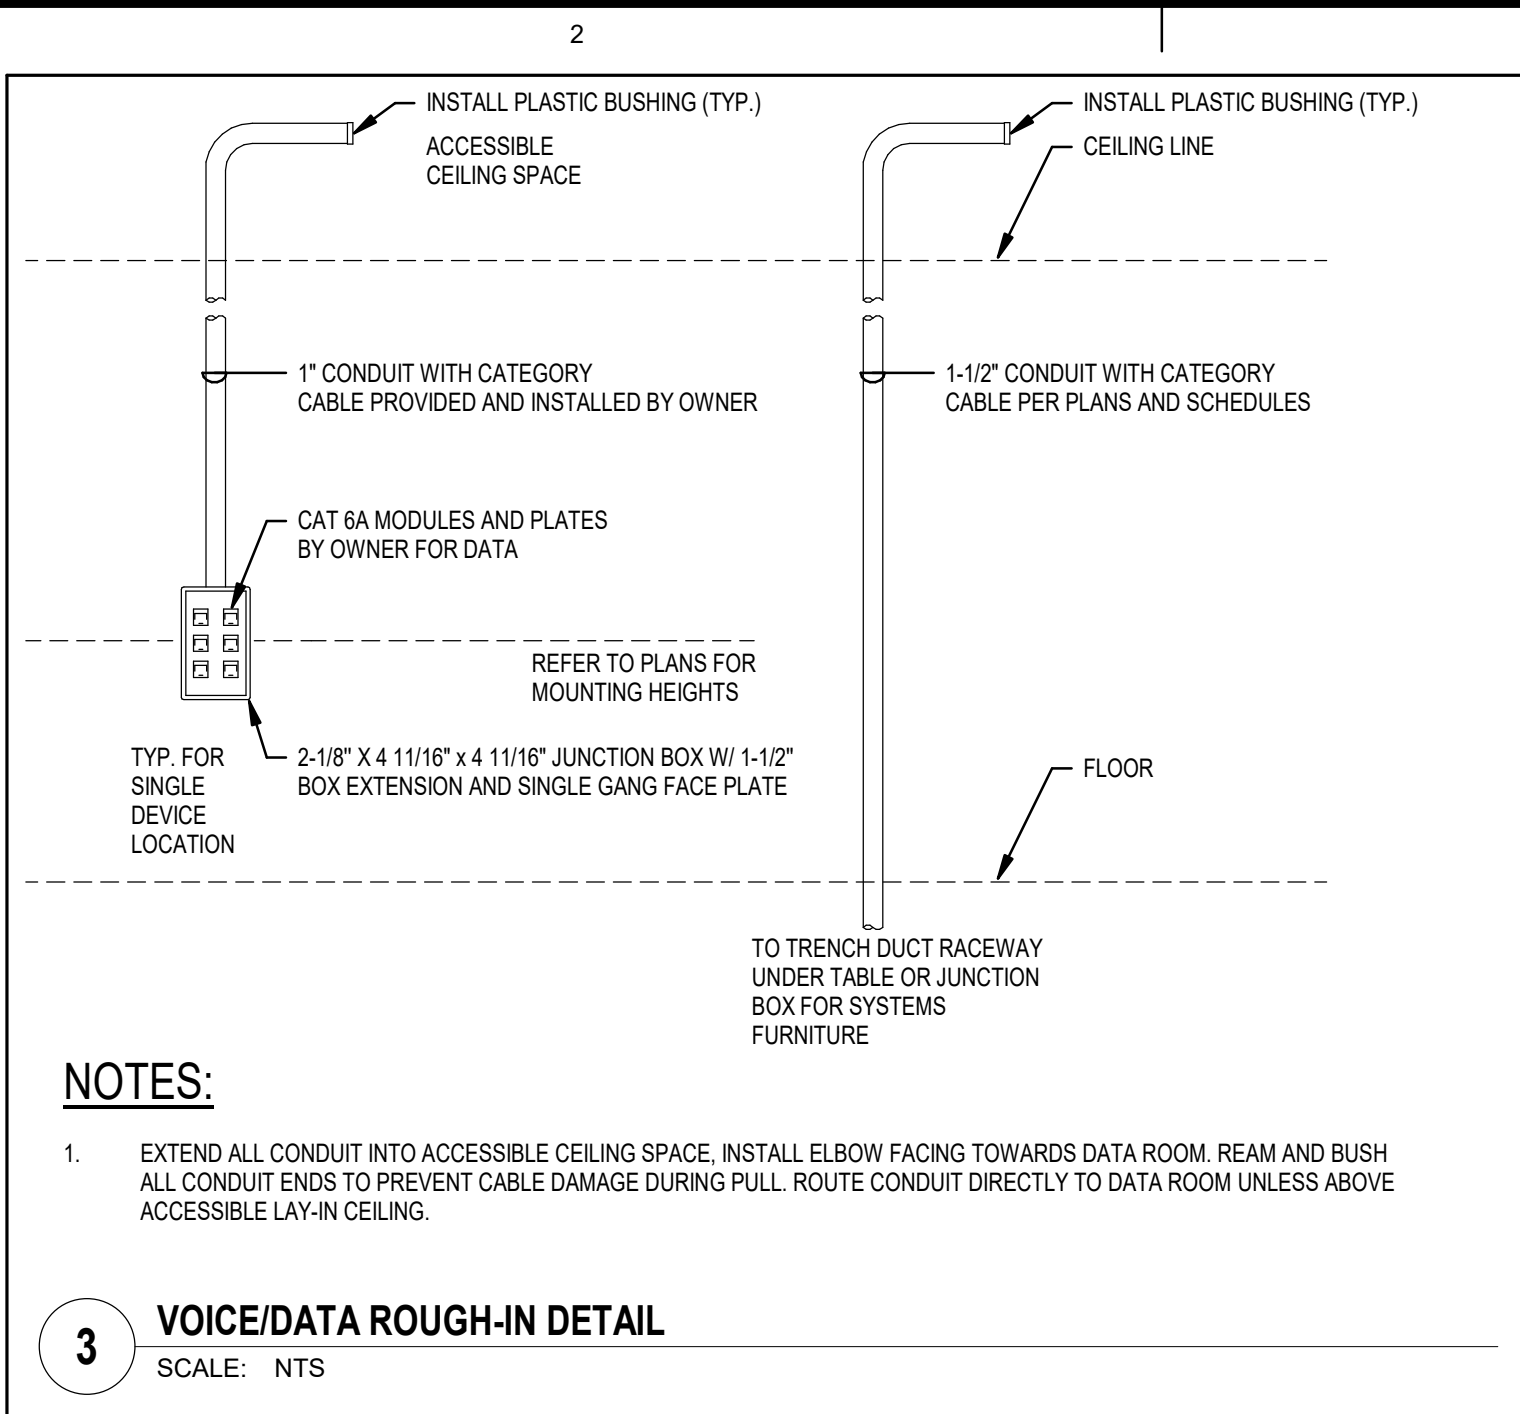 2
INSTALL PLASTIC BUSHING (TYP.)
ACCESSIBLE
CEILING SPACE
INSTALL PLASTIC BUSHING (TYP.)
CEILING LINE
1" CONDUIT WITH CATEGORY
CABLE PROVIDED AND INSTALLED BY OWNER
1-1/2" CONDUIT WITH CATEGORY
CABLE PER PLANS AND SCHEDULES
CAT 6A MODULES AND PLATES
BY OWNER FOR DATA
REFER TO PLANS FOR
MOUNTING HEIGHTS
TYP. FOR
SINGLE
DEVICE
LOCATION
2-1/8" X 4 11/16" x 4 11/16" JUNCTION BOX W/ 1-1/2"
BOX EXTENSION AND SINGLE GANG FACE PLATE
FLOOR
TO TRENCH DUCT RACEWAY
UNDER TABLE OR JUNCTION
BOX FOR SYSTEMS
FURNITURE
NOTES:
1. EXTEND ALL CONDUIT INTO ACCESSIBLE CEILING SPACE, INSTALL ELBOW FACING TOWARDS DATA ROOM. REAM AND BUSH
ALL CONDUIT ENDS TO PREVENT CABLE DAMAGE DURING PULL. ROUTE CONDUIT DIRECTLY TO DATA ROOM UNLESS ABOVE
ACCESSIBLE LAY-IN CEILING.
3
VOICE/DATA ROUGH-IN DETAIL
SCALE: NTS